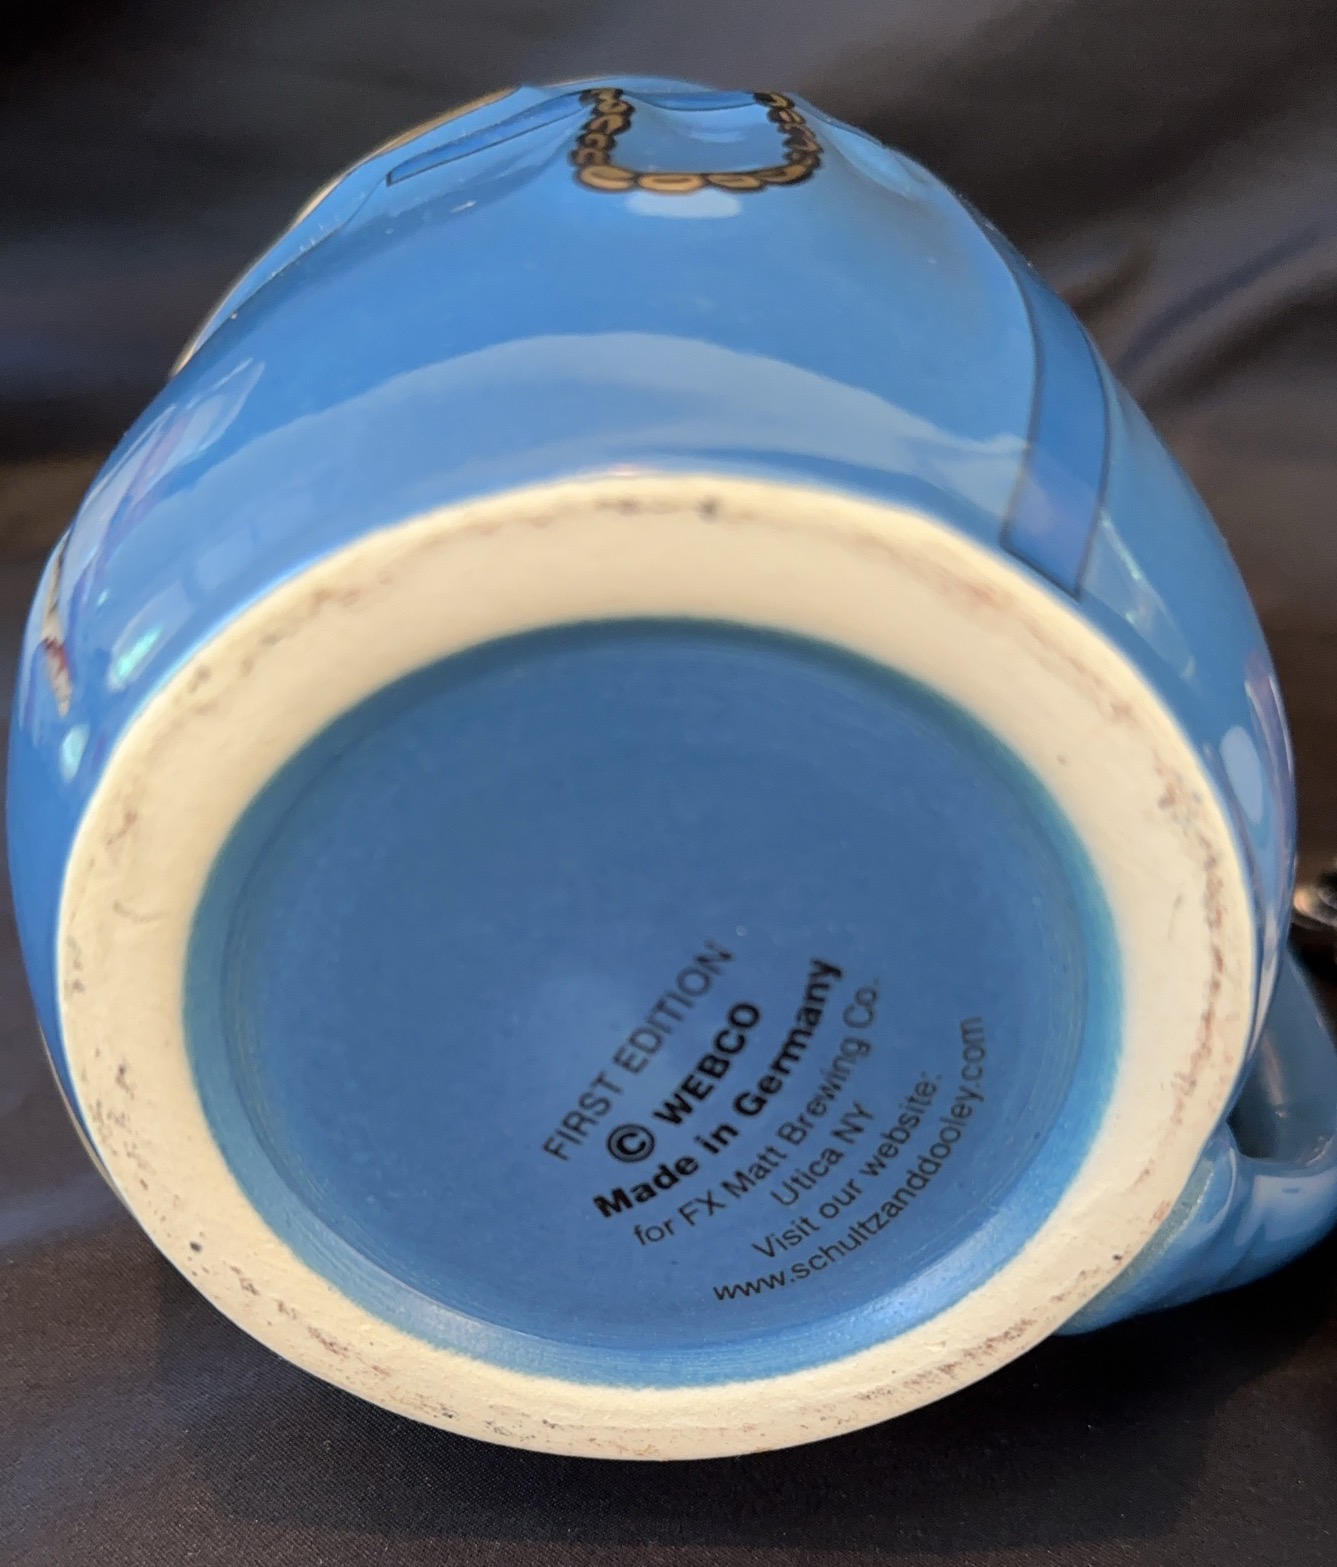 FIRST EDITION
© WEBCO
Made in Germany
for FX Matt Brewing Co.
Utica NY
Visit our website:
www.schultzanddooley.com